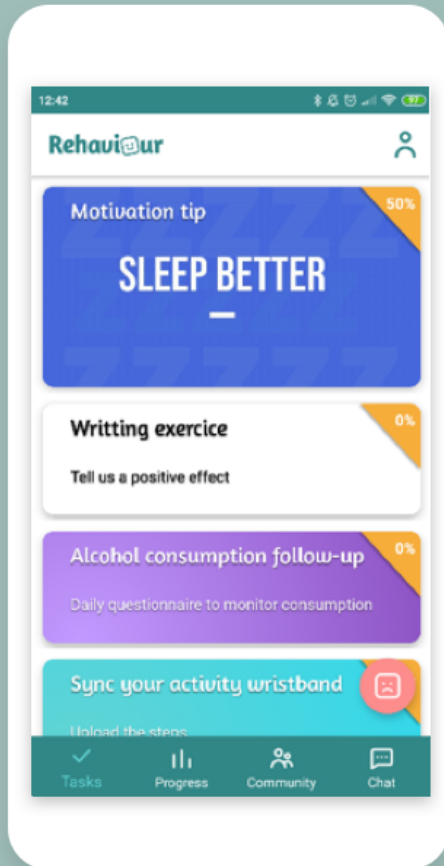 12:42
97
Rehaviour
Motivation tip
50%
SLEEP BETTER
Writting exercice
0%
Tell us a positive effect
Alcohol consumption follow-up
0%
Daily questionnaire to monitor consumption
Sync your activity wristband
Upload the steps
Tasks
Progress
Community
Chat